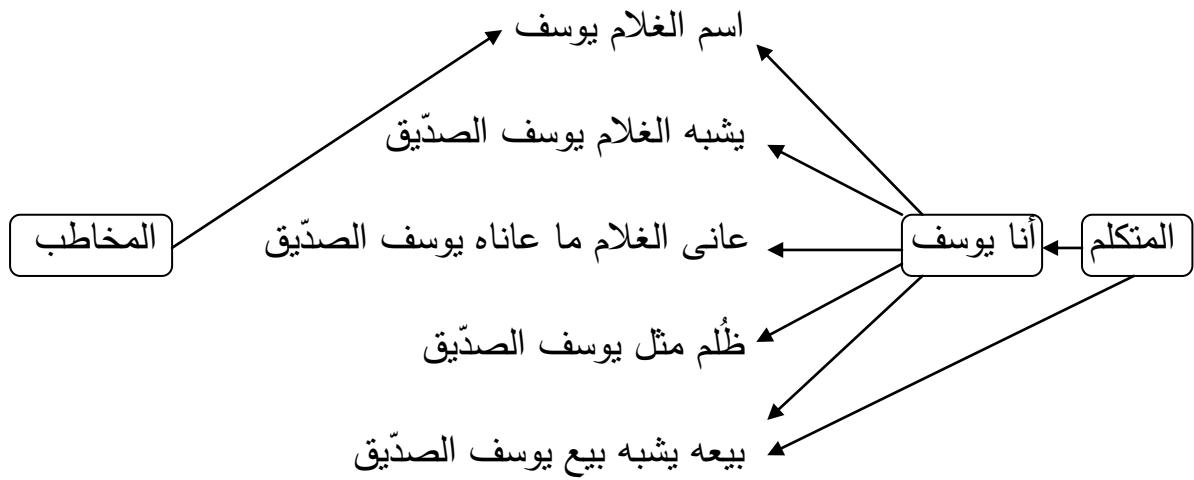 اسم الغلام يوسف
يشبه الغلام يوسف الصدّيق
المتكلم
أنا يوسف
عانى الغلام ما عاناه يوسف الصدّيق
المخاطب
ظُلم مثل يوسف الصدّيق
بيعه يشبه بيع يوسف الصدّيق